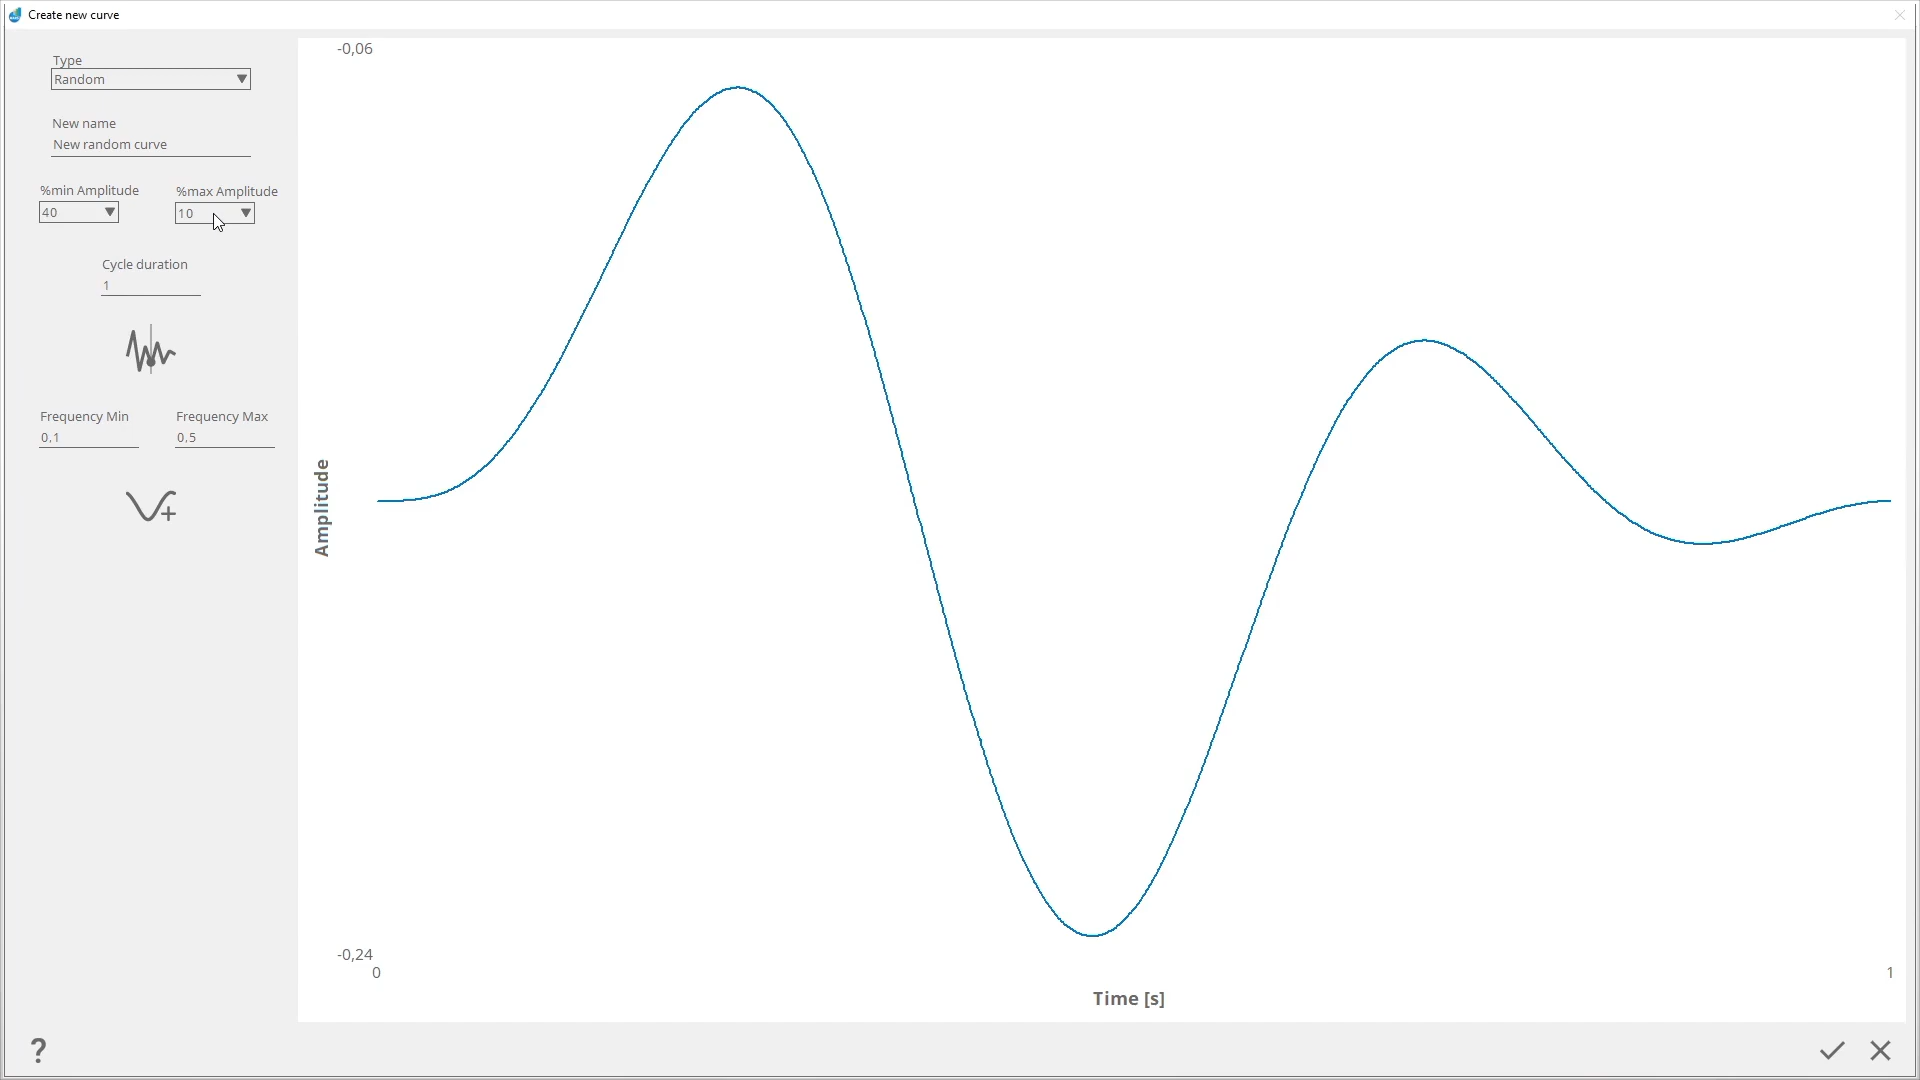 Create new curve
Type
Random
New name
New random curve
%min Amplitude %max Amplitude
40 10
Cycle duration
1
Frequency Min Frequency Max
0.1 0.5
-0,06
Amplitude
-0,24
0 1
Time [s]
?